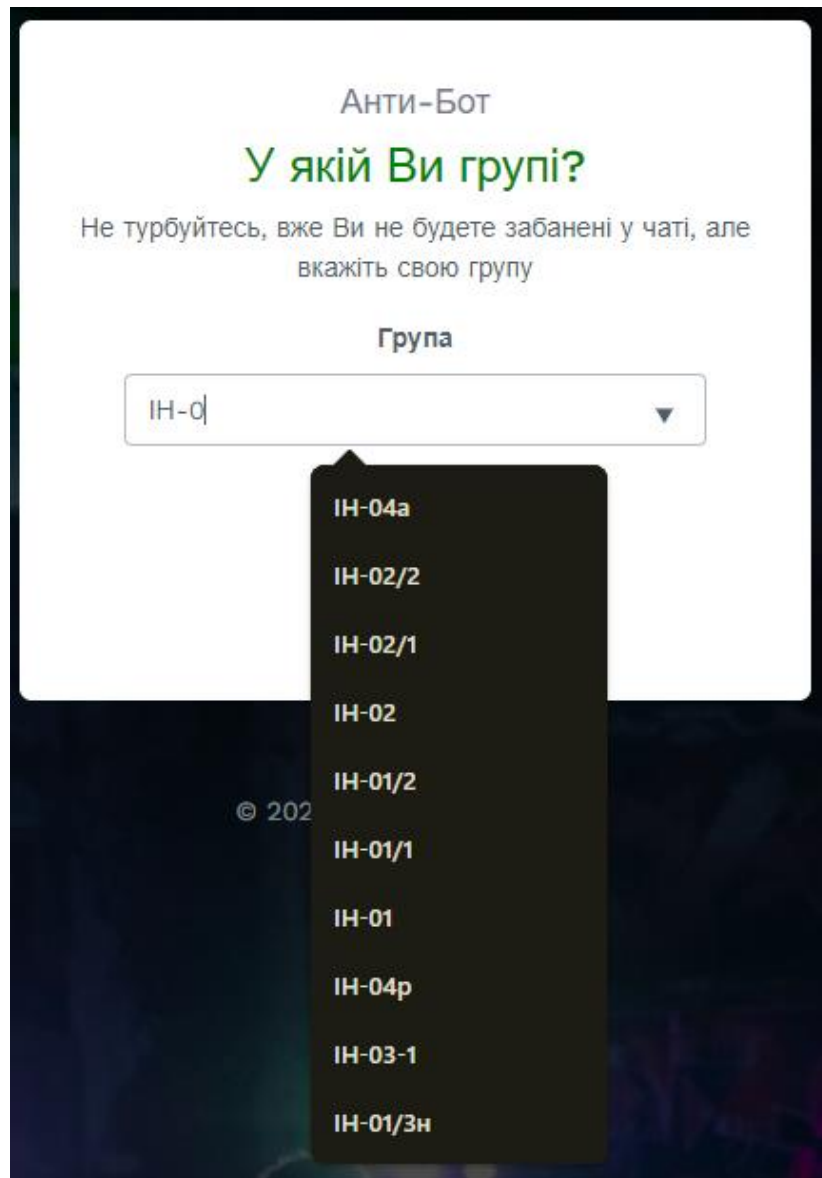 Анти-Бот
У якій Ви групі?
Не турбуйтесь, вже Ви не будете забанені у чаті, але
вкажіть свою групу
Група
ІН-0
ІН-04а
ІН-02/2
ІН-02/1
ІН-02
ІН-01/2
© 202
ІН-01/1
ІН-01
ІН-04р
ІН-03-1
ІН-01/3н